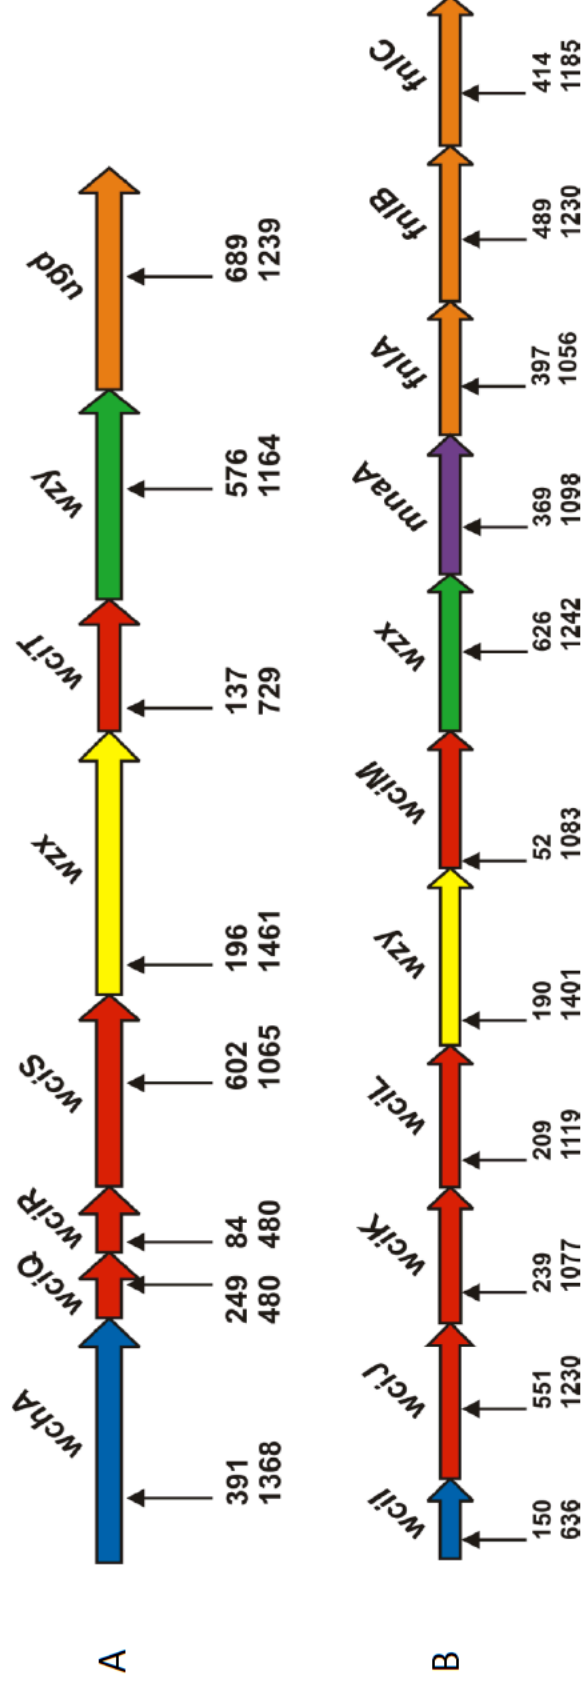 A
wchA
wciQ
wciR
wciS
wzx
wciT
wzy
ugd
391
1368
249
480
84
480
602
1065
196
1461
137
729
576
1164
689
1239
B
wciI
wciJ
wciK
wciL
wzy
wciM
wzx
mnaA
fnlA
fnlB
fnlC
150
636
551
1230
239
1077
209
1119
190
1401
52
1083
626
1242
369
1098
397
1056
489
1230
414
1185